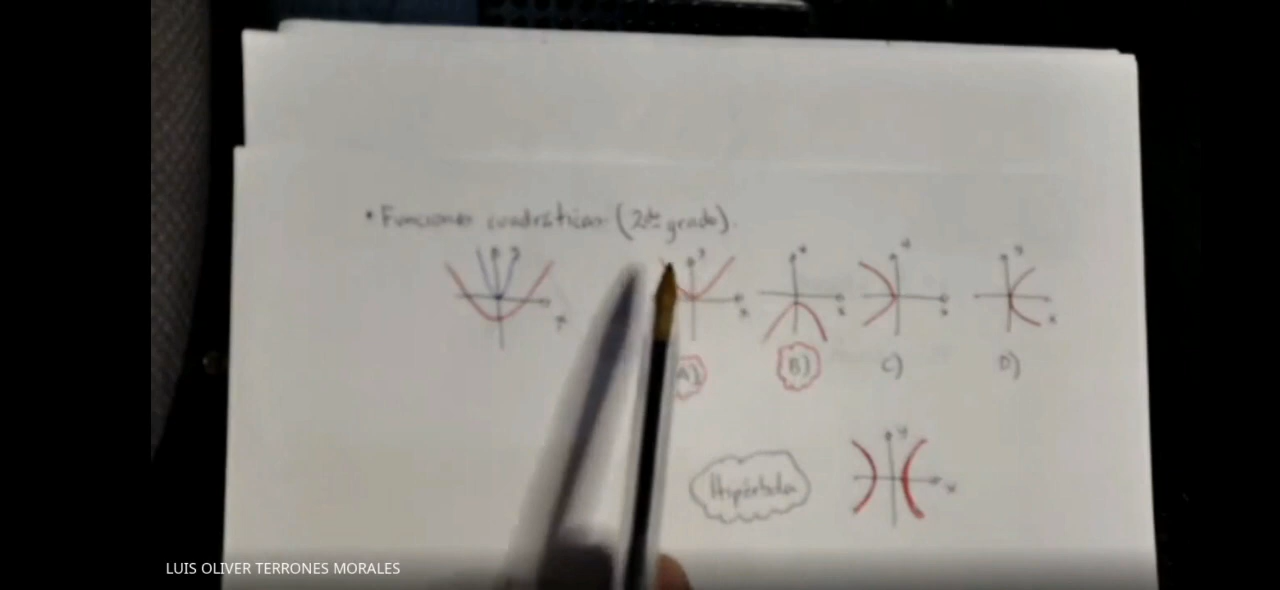 • Funciones cuadráticas (2do grado).
y y x y y
x x x x x
A) B) C) D)
y
Hipérbola x
LUIS OLIVER TERRONES MORALES